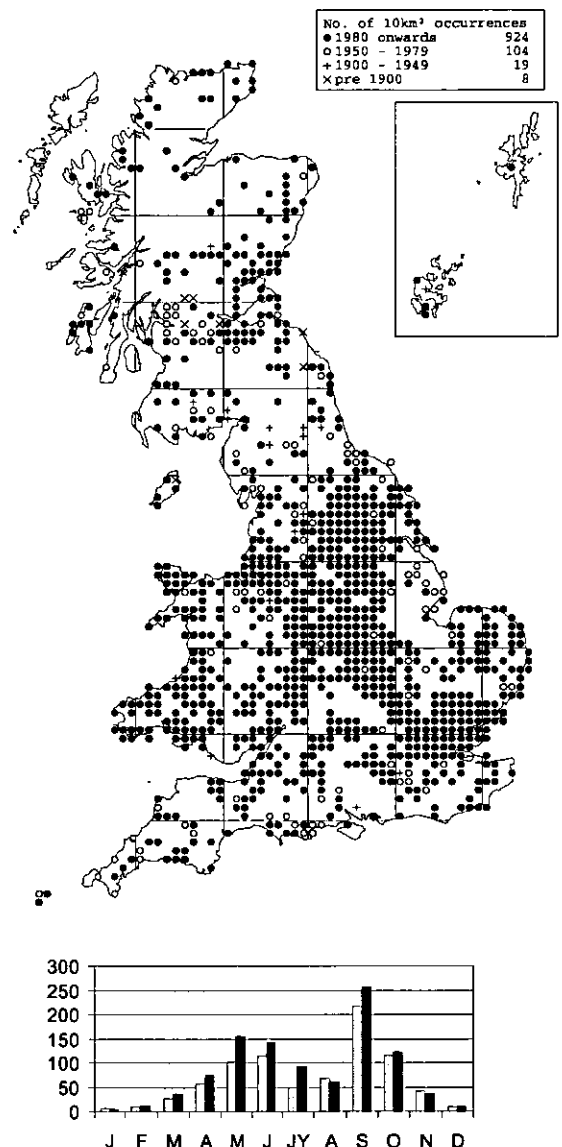 No. of 10km² occurrences
● 1980 onwards 924
○ 1950 - 1979 104
+ 1900 - 1949 19
× pre 1900 8
300
250
200
150
100
50
0
J F M A M J JY A S O N D